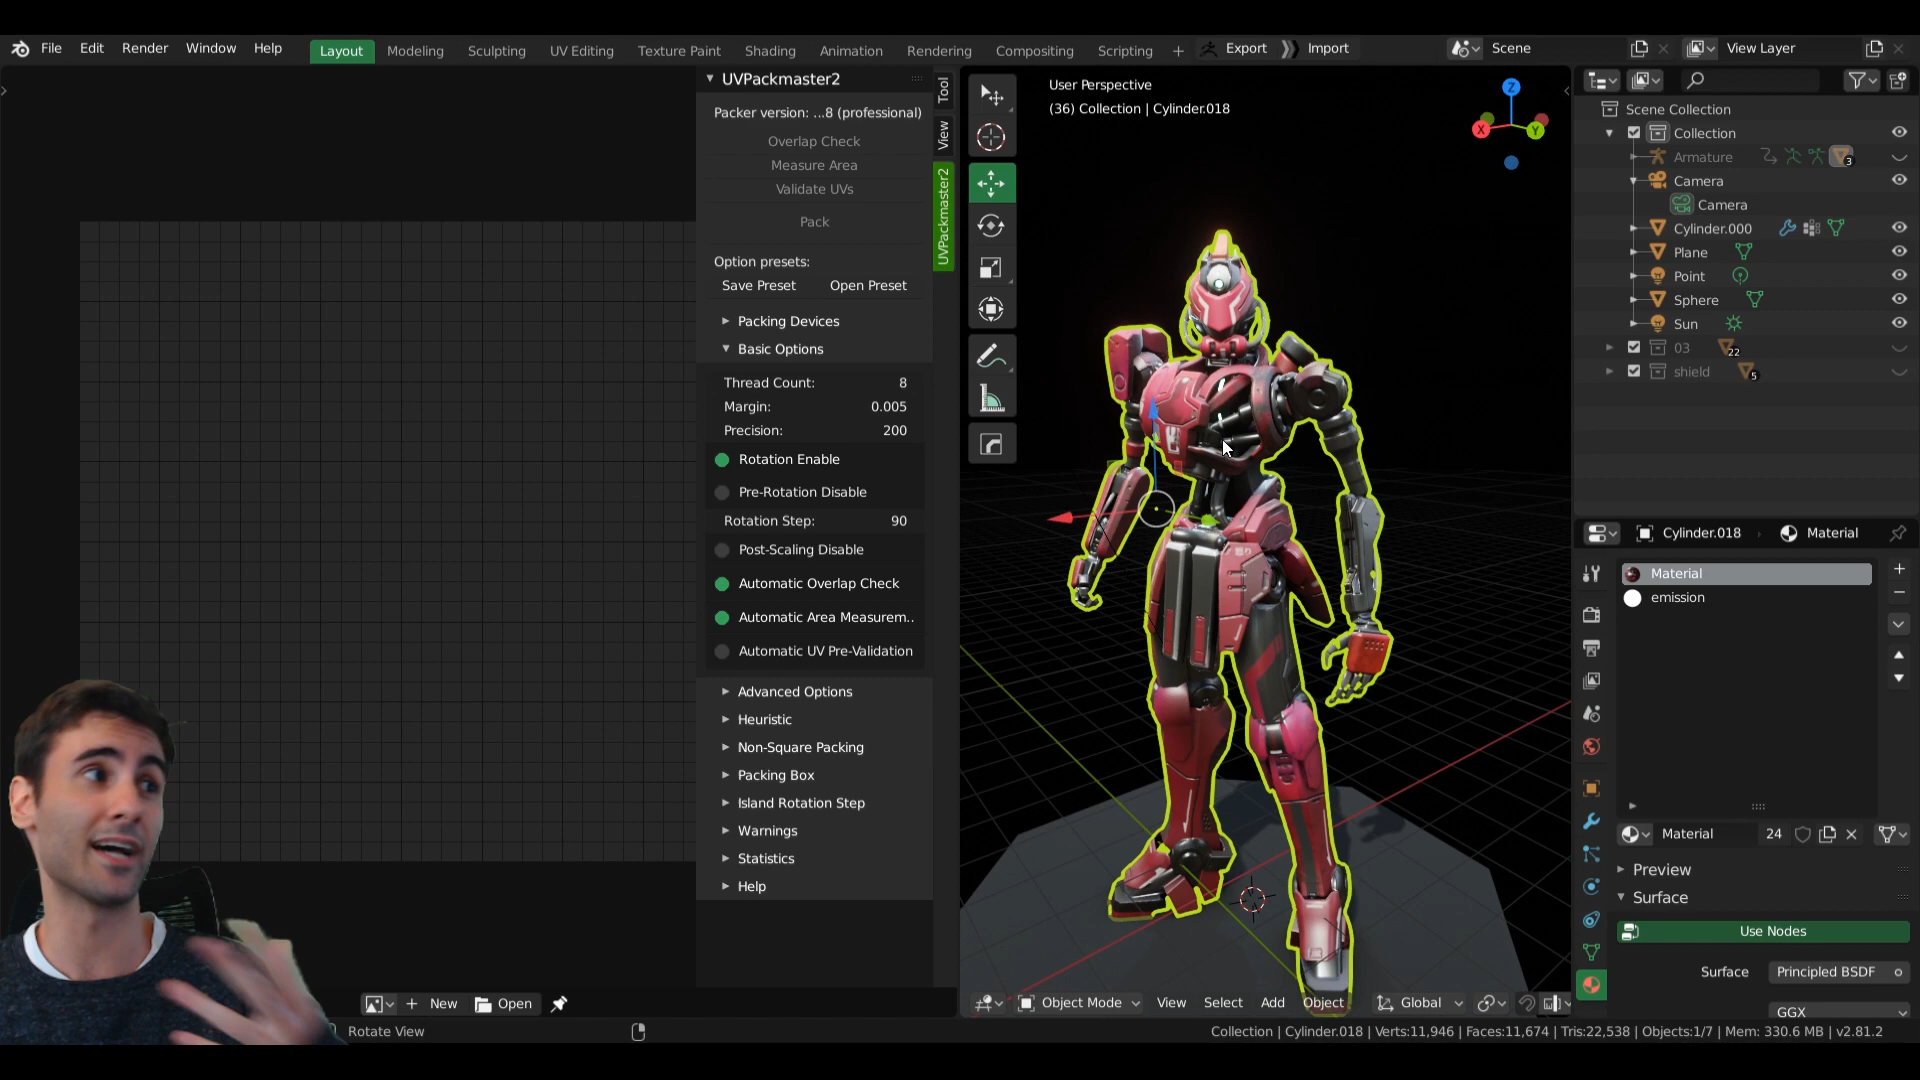 File Edit Render Window Help Layout Modeling Sculpting UV Editing Texture Paint Shading Animation Rendering Compositing Scripting + Export Import Scene View Layer
UVPackmaster2
Packer version: ...8 (professional)
Overlap Check
Measure Area
Validate UVs
Pack
Option presets:
Save Preset Open Preset
Packing Devices
Basic Options
Thread Count: 8
Margin: 0.005
Precision: 200
Rotation Enable
Pre-Rotation Disable
Rotation Step: 90
Post-Scaling Disable
Automatic Overlap Check
Automatic Area Measurem..
Automatic UV Pre-Validation
Advanced Options
Heuristic
Non-Square Packing
Packing Box
Island Rotation Step
Warnings
Statistics
Help
Tool
View
UVPackmaster2
User Perspective
(36) Collection | Cylinder.018
Z
X
Y
Scene Collection
Collection
Armature 3
Camera
Camera
Cylinder.000
Plane
Point
Sphere
Sun
03 22
shield 5
Cylinder.018 Material
Material
emission
Material 24
Preview
Surface
Use Nodes
Surface Principled BSDF
GGX
New Open
Object Mode View Select Add Object Global
Rotate View
Collection | Cylinder.018 | Verts:11,946 | Faces:11,674 | Tris:22,538 | Objects:1/7 | Mem: 330.6 MB | v2.81.2